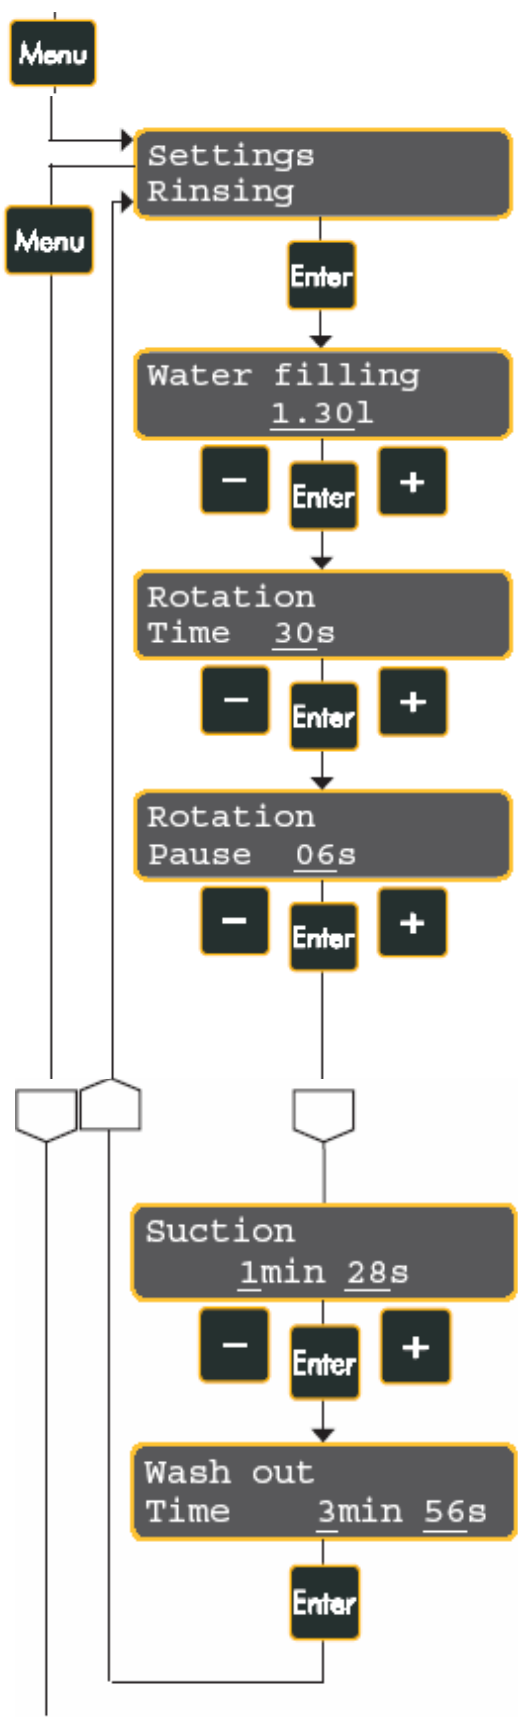 Menu
Settings
Rinsing
Menu
Enter
Water filling
1.30l
- Enter +
Rotation
Time 30s
- Enter +
Rotation
Pause 06s
- Enter +
Suction
1min 28s
- Enter +
Wash out
Time 3min 56s
Enter